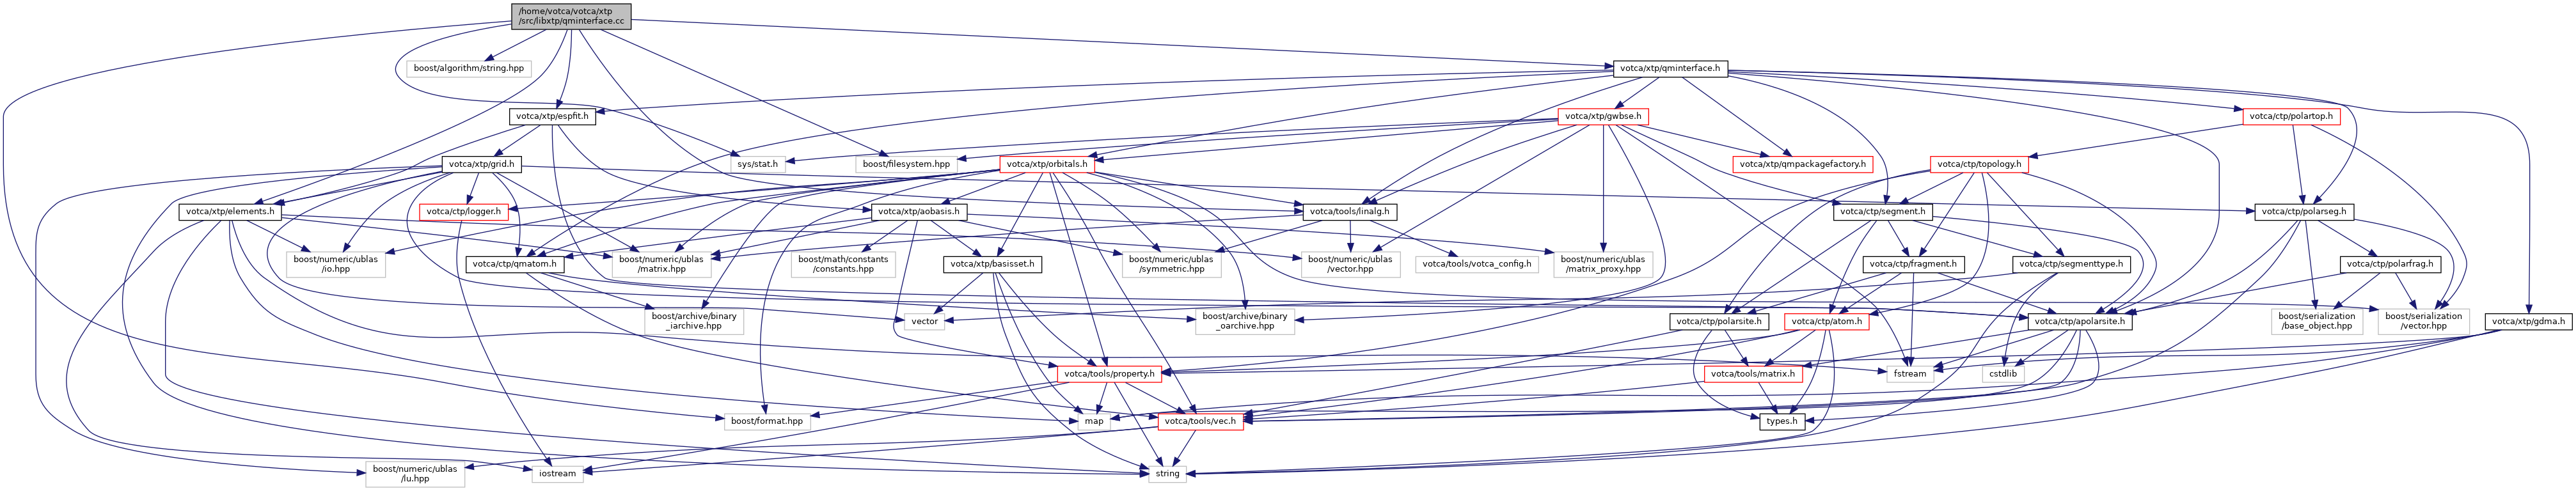 /home/votca/votca/xtp
/src/libxtp/qminterface.cc
boost/algorithm/string.hpp
votca/xtp/qminterface.h
votca/xtp/espfit.h
votca/xtp/gwbse.h
votca/ctp/polartop.h
votca/xtp/grid.h
sys/stat.h
boost/filesystem.hpp
votca/xtp/orbitals.h
votca/xtp/qmpackagefactory.h
votca/ctp/topology.h
votca/xtp/elements.h
votca/ctp/logger.h
votca/xtp/aobasis.h
votca/tools/linalg.h
votca/ctp/segment.h
votca/ctp/polarseg.h
boost/numeric/ublas
/io.hpp
votca/ctp/qmatom.h
boost/numeric/ublas
/matrix.hpp
boost/math/constants
/constants.hpp
votca/xtp/basisset.h
boost/numeric/ublas
/symmetric.hpp
boost/numeric/ublas
/vector.hpp
votca/tools/votca_config.h
boost/numeric/ublas
/matrix_proxy.hpp
votca/ctp/fragment.h
votca/ctp/segmenttype.h
votca/ctp/polarfrag.h
boost/archive/binary
_iarchive.hpp
vector
boost/archive/binary
_oarchive.hpp
votca/ctp/polarsite.h
votca/ctp/atom.h
votca/ctp/apolarsite.h
boost/serialization
/base_object.hpp
boost/serialization
/vector.hpp
votca/xtp/gdma.h
votca/tools/property.h
votca/tools/matrix.h
fstream
cstdlib
boost/format.hpp
map
votca/tools/vec.h
types.h
boost/numeric/ublas
/lu.hpp
iostream
string